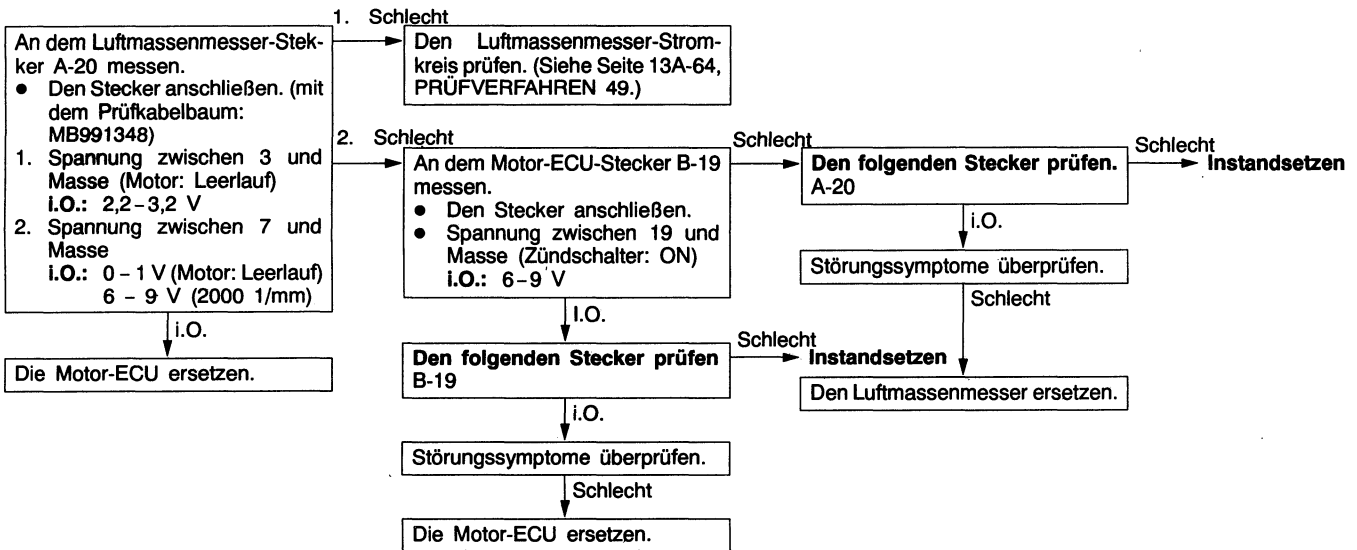 1. Schlecht
An dem Luftmassenmesser-Stek-
ker A-20 messen.
● Den Stecker anschließen. (mit
dem Prüfkabelbaum:
MB991348)
1. Spannung zwischen 3 und
Masse (Motor: Leerlauf)
i.O.: 2,2–3,2 V
2. Spannung zwischen 7 und
Masse
i.O.: 0 – 1 V (Motor: Leerlauf)
6 – 9 V (2000 1/mm)
Den Luftmassenmesser-Strom-
kreis prüfen. (Siehe Seite 13A-64,
PRÜFVERFAHREN 49.)
2. Schlecht
An dem Motor-ECU-Stecker B-19
messen.
● Den Stecker anschließen.
● Spannung zwischen 19 und
Masse (Zündschalter: ON)
i.O.: 6–9 V
Schlecht
Den folgenden Stecker prüfen.
A-20
Schlecht
Instandsetzen
i.O.
Störungssymptome überprüfen.
Schlecht
Den Luftmassenmesser ersetzen.
i.O.
Die Motor-ECU ersetzen.
I.O.
Den folgenden Stecker prüfen
B-19
Schlecht
Instandsetzen
i.O.
Störungssymptome überprüfen.
Schlecht
Die Motor-ECU ersetzen.